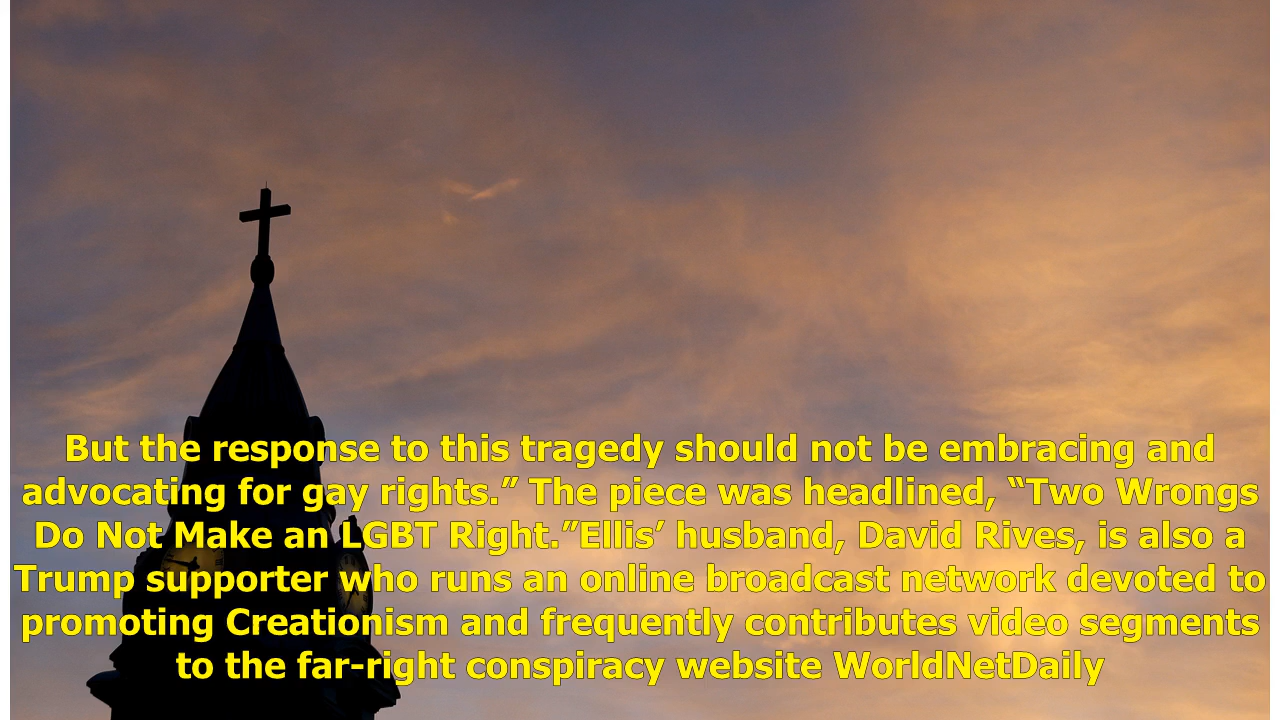 But the response to this tragedy should not be embracing and
advocating for gay rights.” The piece was headlined, “Two Wrongs
Do Not Make an LGBT Right.”Ellis’ husband, David Rives, is also a
Trump supporter who runs an online broadcast network devoted to
promoting Creationism and frequently contributes video segments
to the far-right conspiracy website WorldNetDaily